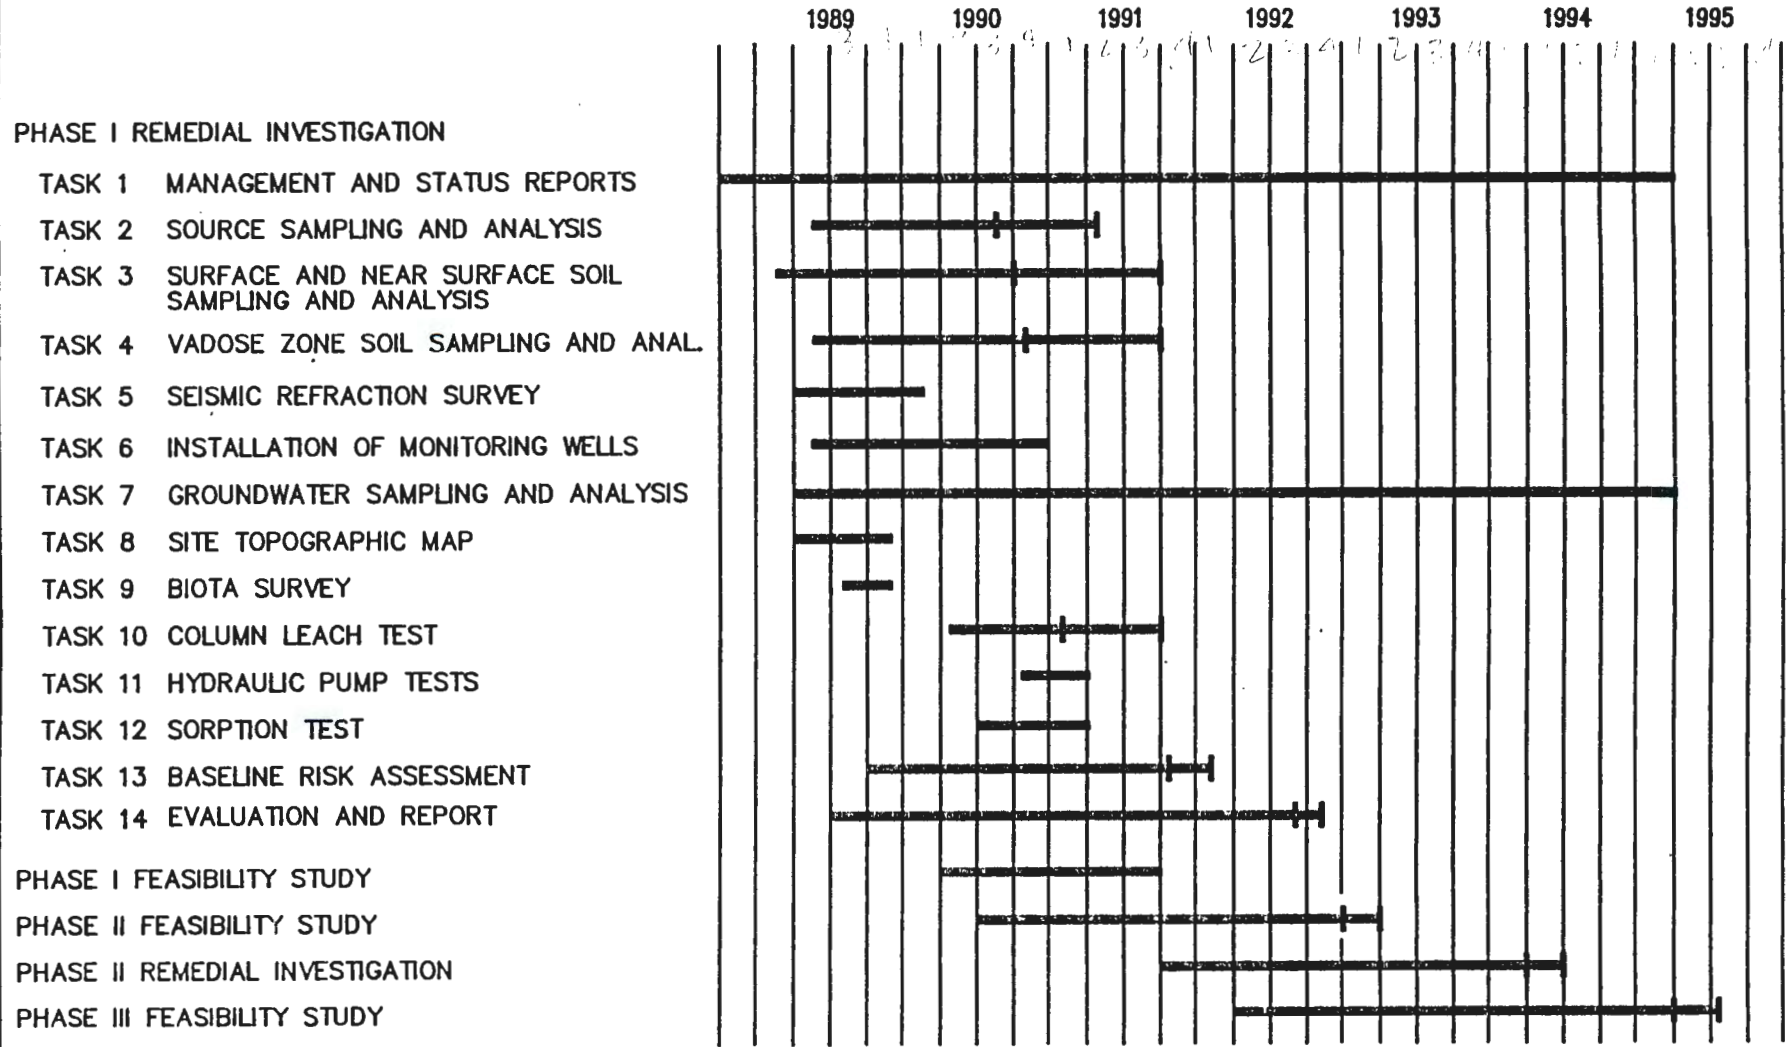 1989 1990 1991 1992 1993 1994 1995
PHASE I REMEDIAL INVESTIGATION
TASK 1 MANAGEMENT AND STATUS REPORTS
TASK 2 SOURCE SAMPLING AND ANALYSIS
TASK 3 SURFACE AND NEAR SURFACE SOIL
SAMPLING AND ANALYSIS
TASK 4 VADOSE ZONE SOIL SAMPLING AND ANAL.
TASK 5 SEISMIC REFRACTION SURVEY
TASK 6 INSTALLATION OF MONITORING WELLS
TASK 7 GROUNDWATER SAMPLING AND ANALYSIS
TASK 8 SITE TOPOGRAPHIC MAP
TASK 9 BIOTA SURVEY
TASK 10 COLUMN LEACH TEST
TASK 11 HYDRAULIC PUMP TESTS
TASK 12 SORPTION TEST
TASK 13 BASELINE RISK ASSESSMENT
TASK 14 EVALUATION AND REPORT
PHASE I FEASIBILITY STUDY
PHASE II FEASIBILITY STUDY
PHASE II REMEDIAL INVESTIGATION
PHASE III FEASIBILITY STUDY